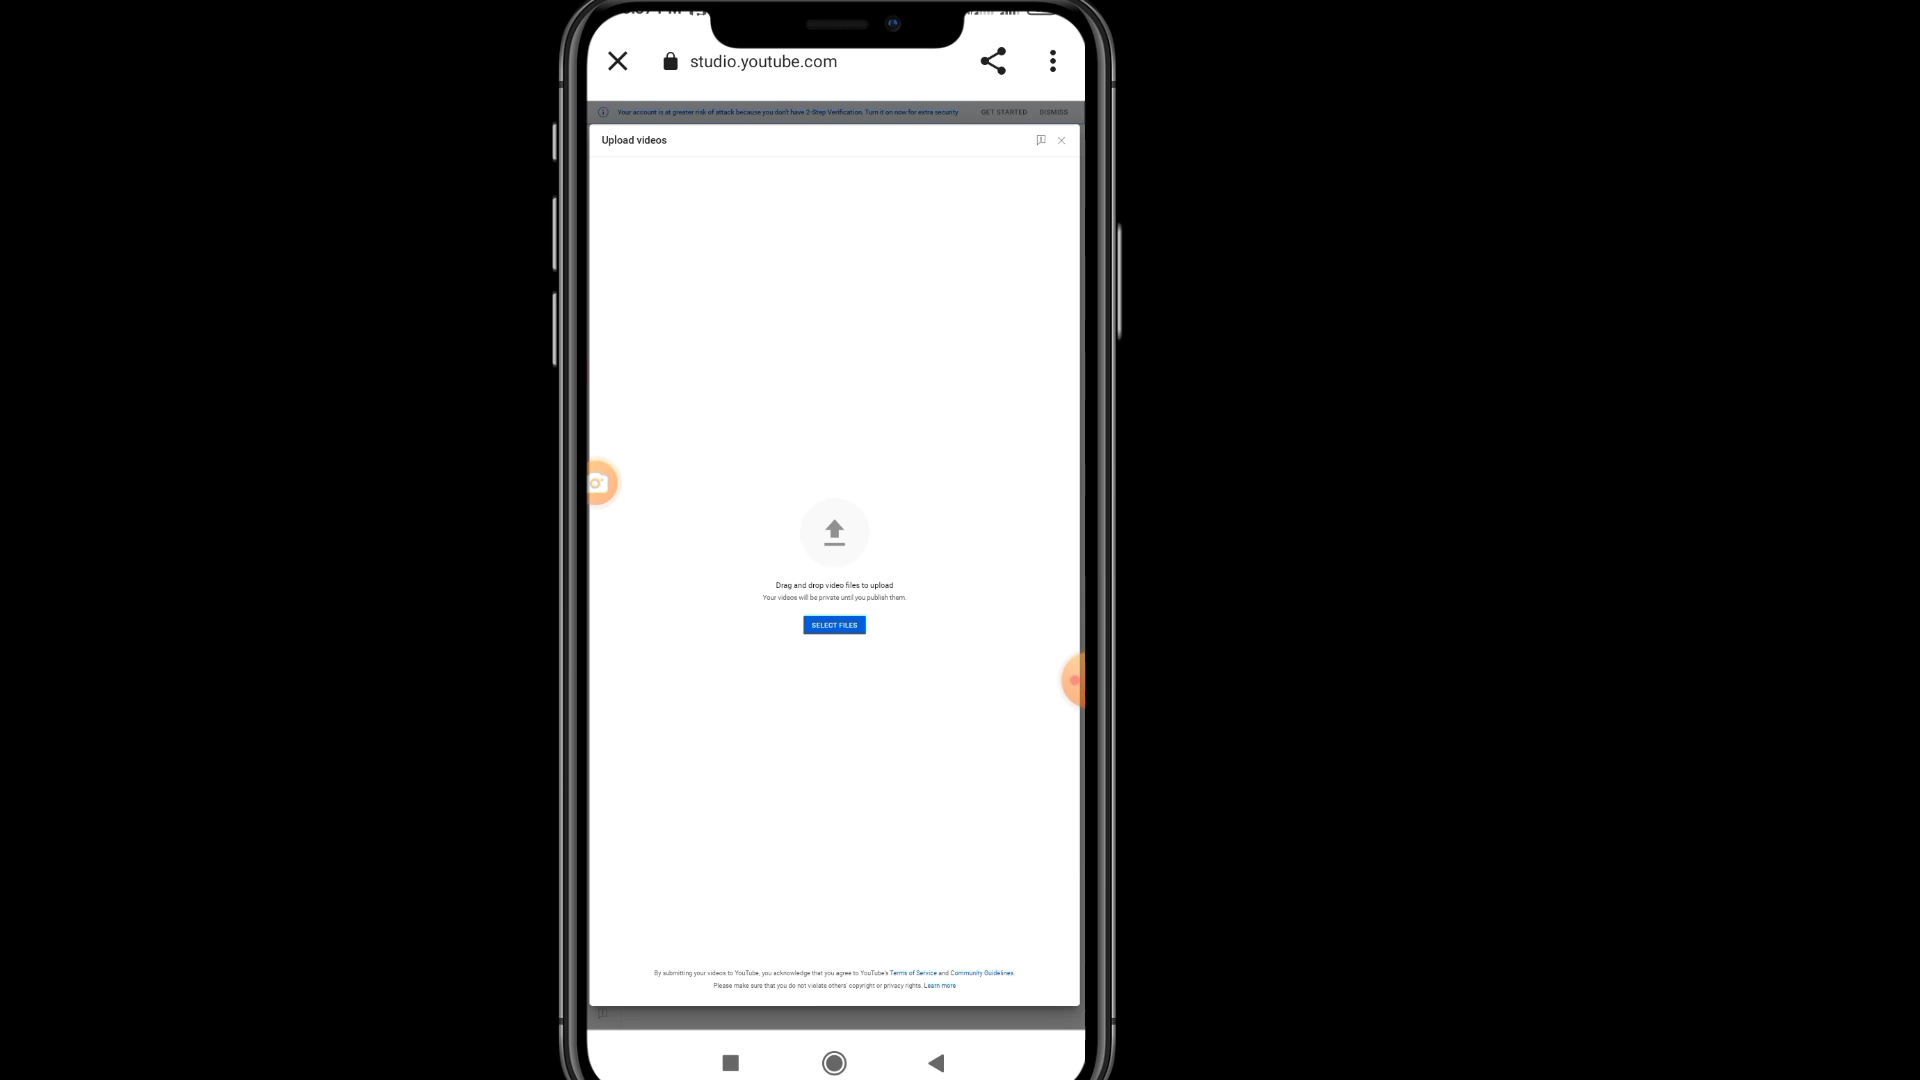 studio.youtube.com
Your account is at greater risk of attack because you don't have 2-Step Verification. Turn it on now for extra security
GET STARTED
DISMISS
Upload videos
Drag and drop video files to upload
Your videos will be private until you publish them.
SELECT FILES
By submitting your videos to YouTube, you acknowledge that you agree to YouTube's Terms of Service and Community Guidelines.
Please make sure that you do not violate others' copyright or privacy rights. Learn more